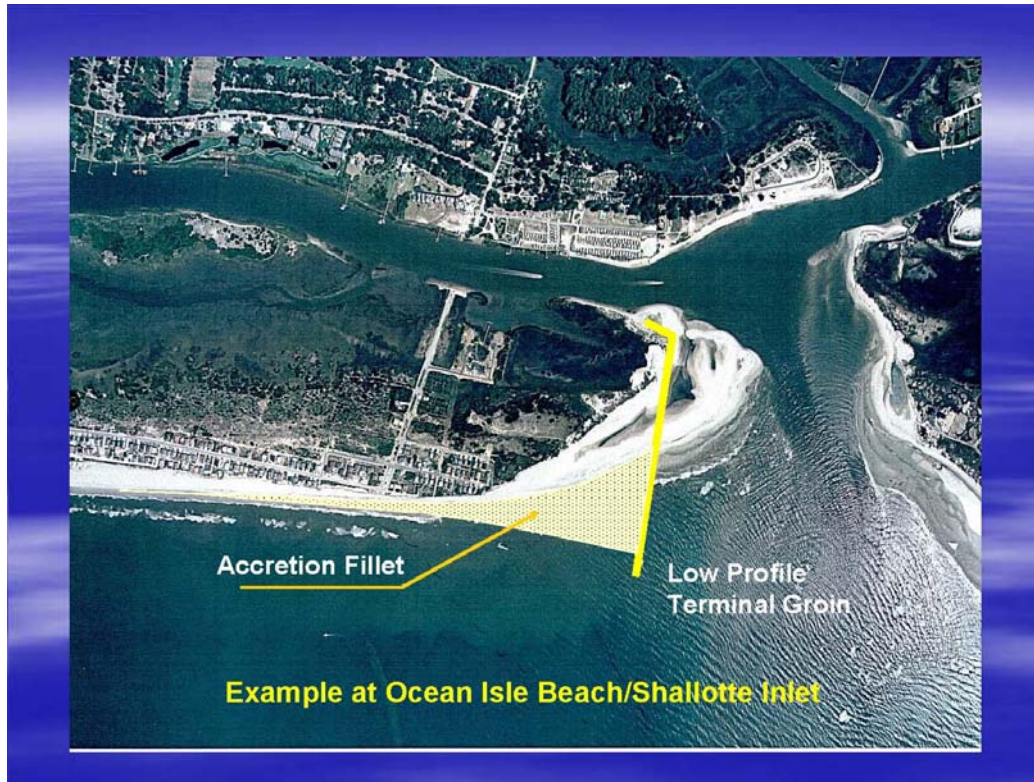 Accretion Fillet
Low Profile
Terminal Groin
Example at Ocean Isle Beach/Shallotte Inlet